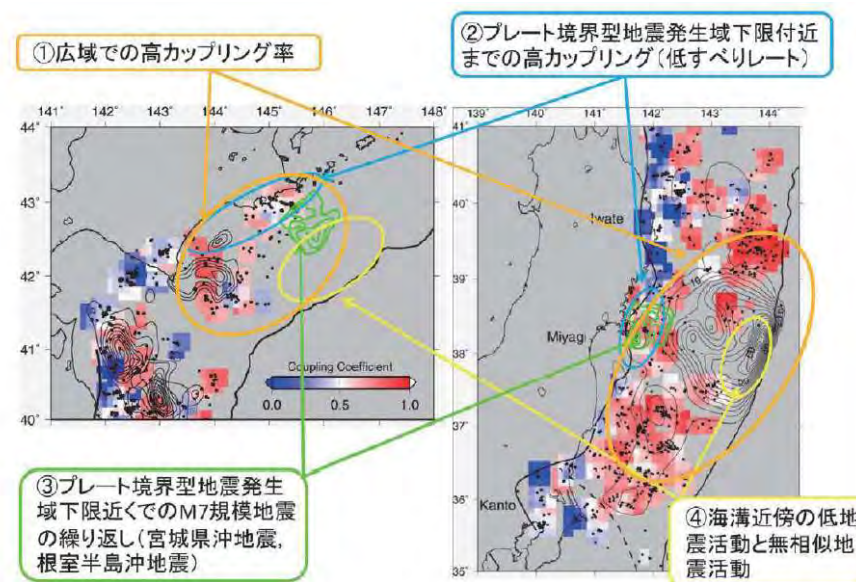 ①広域での高カップリング率
②プレート境界型地震発生域下限付近
までの高カップリング(低すべりレート)
141° 142° 143° 144° 145° 146° 147° 148°
44°
43°
42°
41°
40°
Coupling Coefficient
0.0 0.5 1.0
139° 140° 141° 142° 143° 144°
41°
40°
39°
38°
37°
36°
35°
Iwate
Miyagi
Kanto
10
③プレート境界型地震発生
域下限近くでのM7規模地震
の繰り返し(宮城県沖地震,
根室半島沖地震)
④海溝近傍の低地
震活動と無相似地
震活動